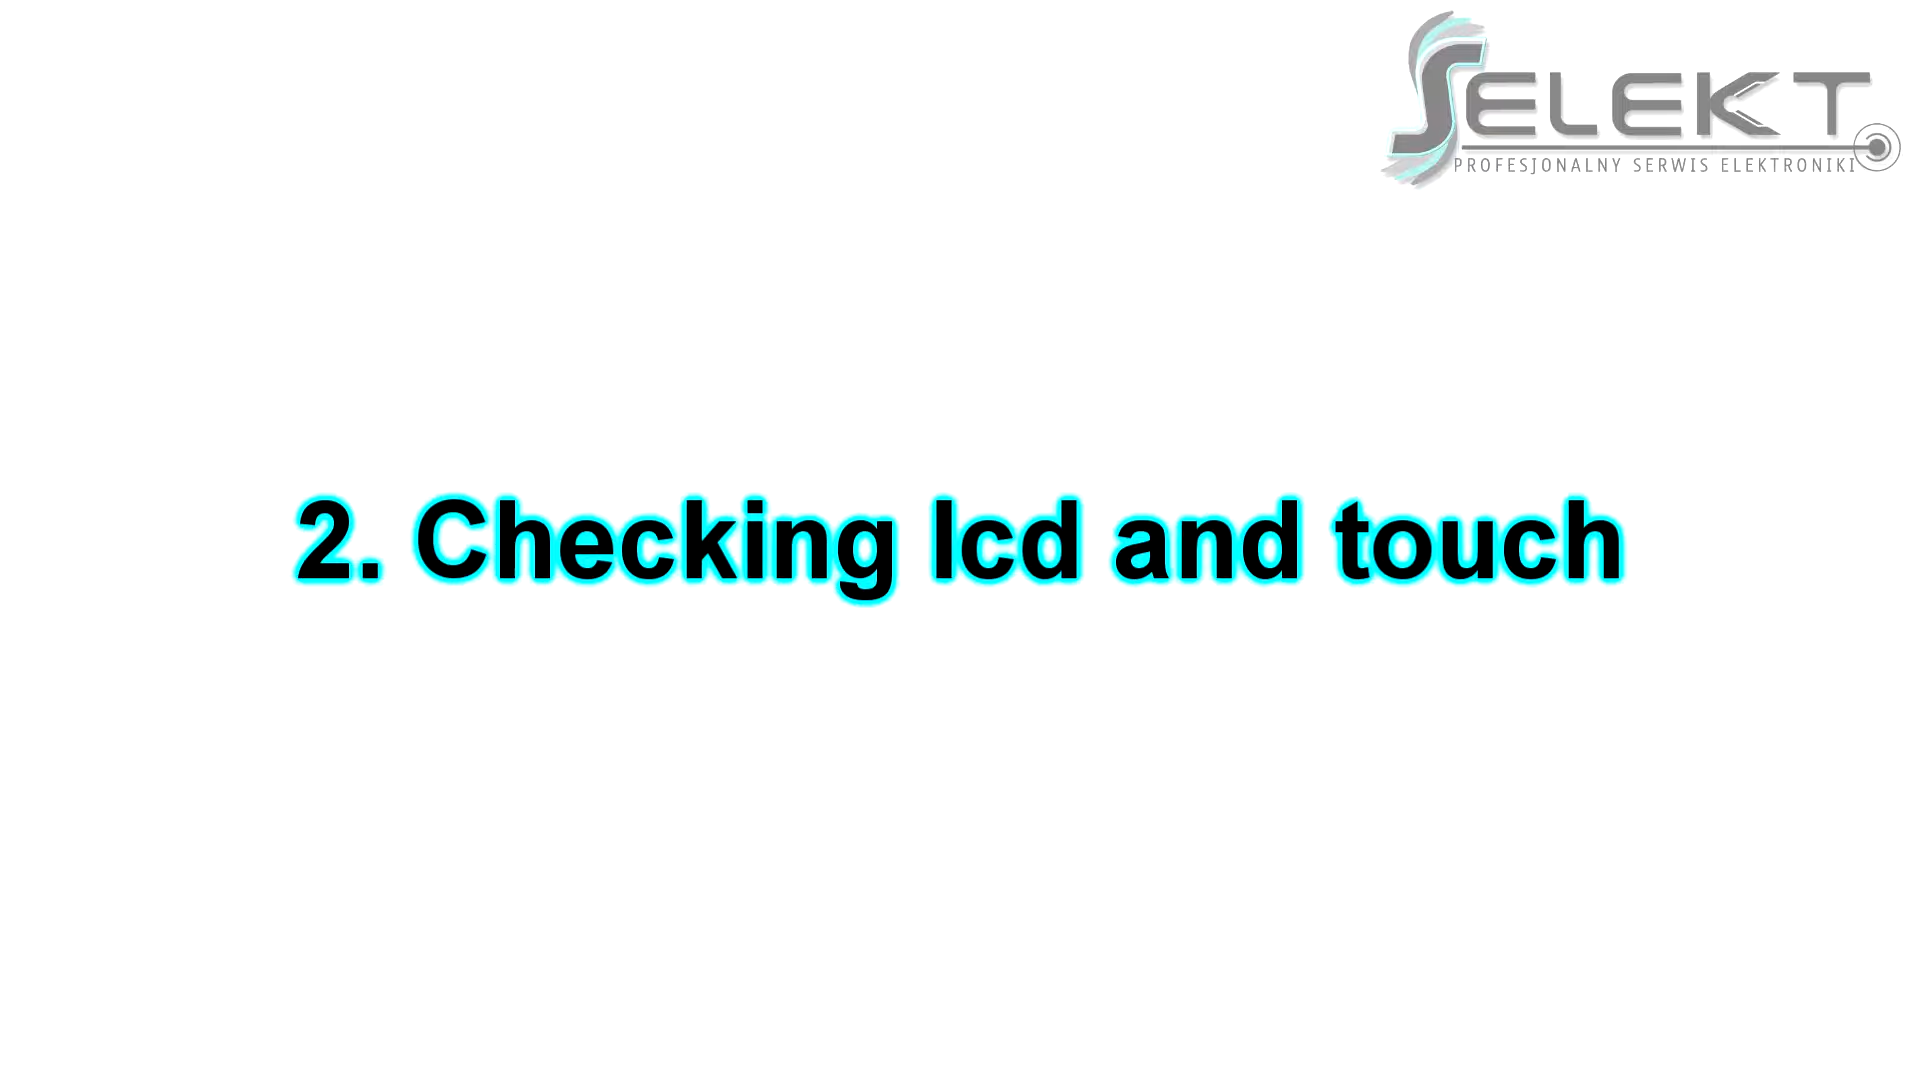 SELEKT
PROFESJONALNY SERWIS ELEKTRONIKI
2. Checking lcd and touch